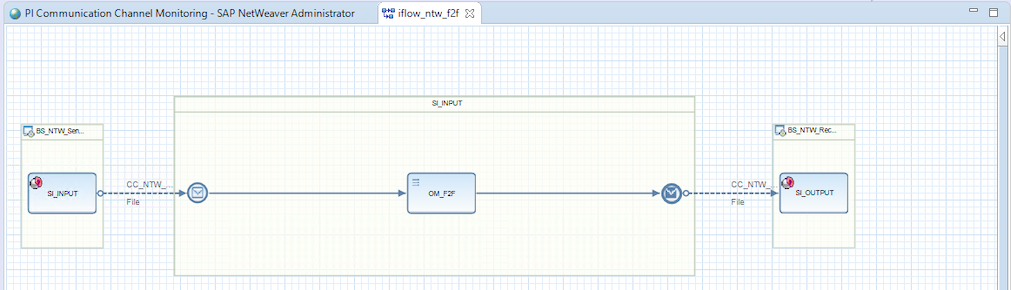 PI Communication Channel Monitoring - SAP NetWeaver Administrator
iflow_ntw_f2f
SI_INPUT
BS_NTW_Sen...
BS_NTW_Rec...
SI_INPUT
CC_NTW_...
File
OM_F2F
CC_NTW_...
File
SI_OUTPUT